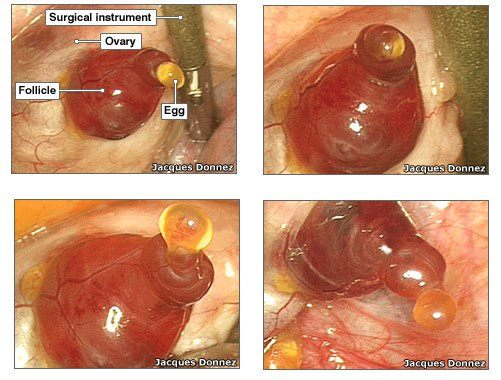 Surgical instrument
Ovary
Follicle
Egg
Jacques Donnez
Jacques Donnez
Jacques Donnez
Jacques Donnez